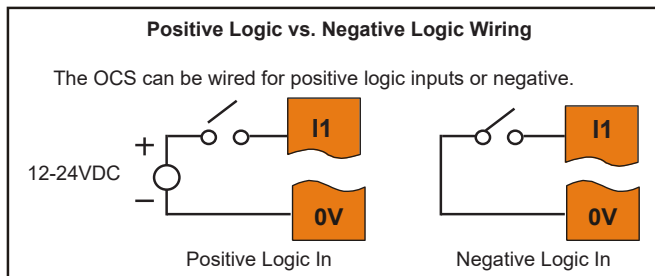 Positive Logic vs. Negative Logic Wiring
The OCS can be wired for positive logic inputs or negative.
I1
I1
+
12-24VDC
−
0V
0V
Positive Logic In
Negative Logic In